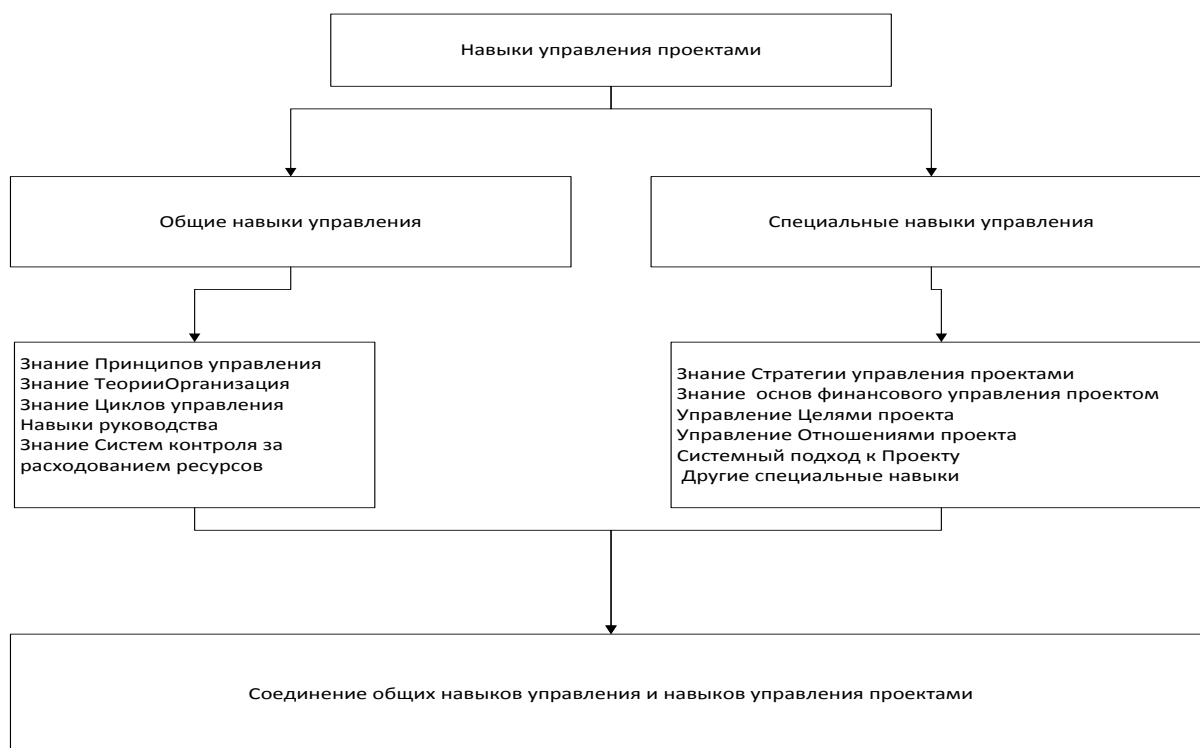 Навыки управления проектами
Общие навыки управления
Специальные навыки управления
Знание Принципов управления
Знание ТеорииОрганизация
Знание Циклов управления
Навыки руководства
Знание Систем контроля за
расходованием ресурсов
Знание Стратегии управления проектами
Знание основ финансового управления проектом
Управление Целями проекта
Управление Отношениями проекта
Системный подход к Проекту
Другие специальные навыки
Соединение общих навыков управления и навыков управления проектами